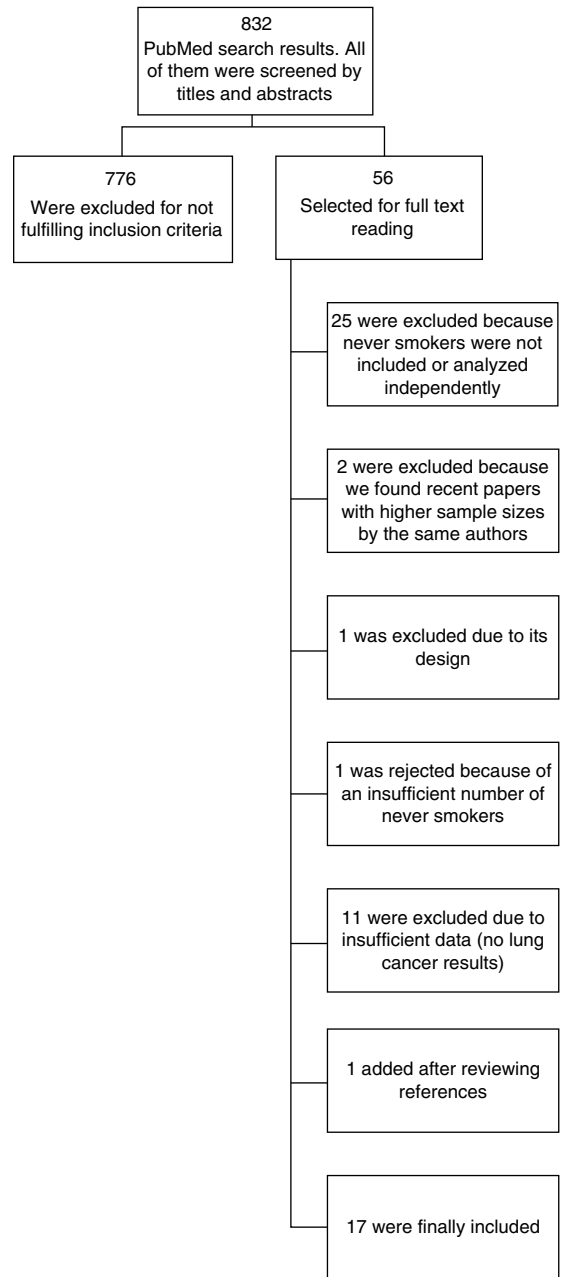 832
PubMed search results. All
of them were screened by
titles and abstracts
776
Were excluded for not
fulfilling inclusion criteria
56
Selected for full text
reading
25 were excluded because
never smokers were not
included or analyzed
independently
2 were excluded because
we found recent papers
with higher sample sizes
by the same authors
1 was excluded due to its
design
1 was rejected because of
an insufficient number of
never smokers
11 were excluded due to
insufficient data (no lung
cancer results)
1 added after reviewing
references
17 were finally included